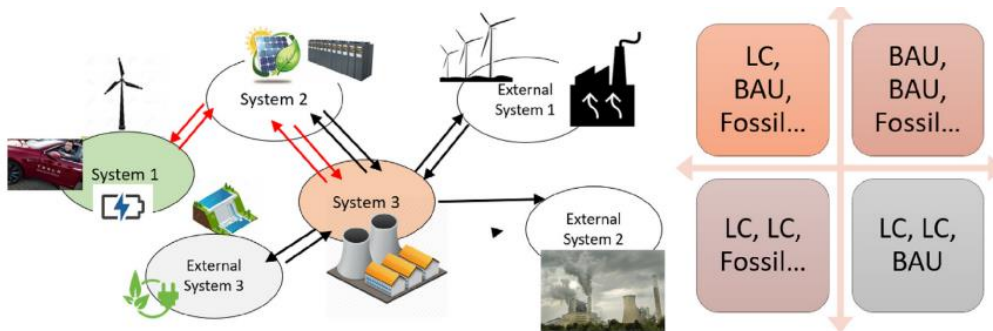 System 1
System 2
External
System 1
System 3
External
System 2
External
System 3
LC,
BAU,
Fossil...
BAU,
BAU,
Fossil...
LC, LC,
Fossil...
LC, LC,
BAU